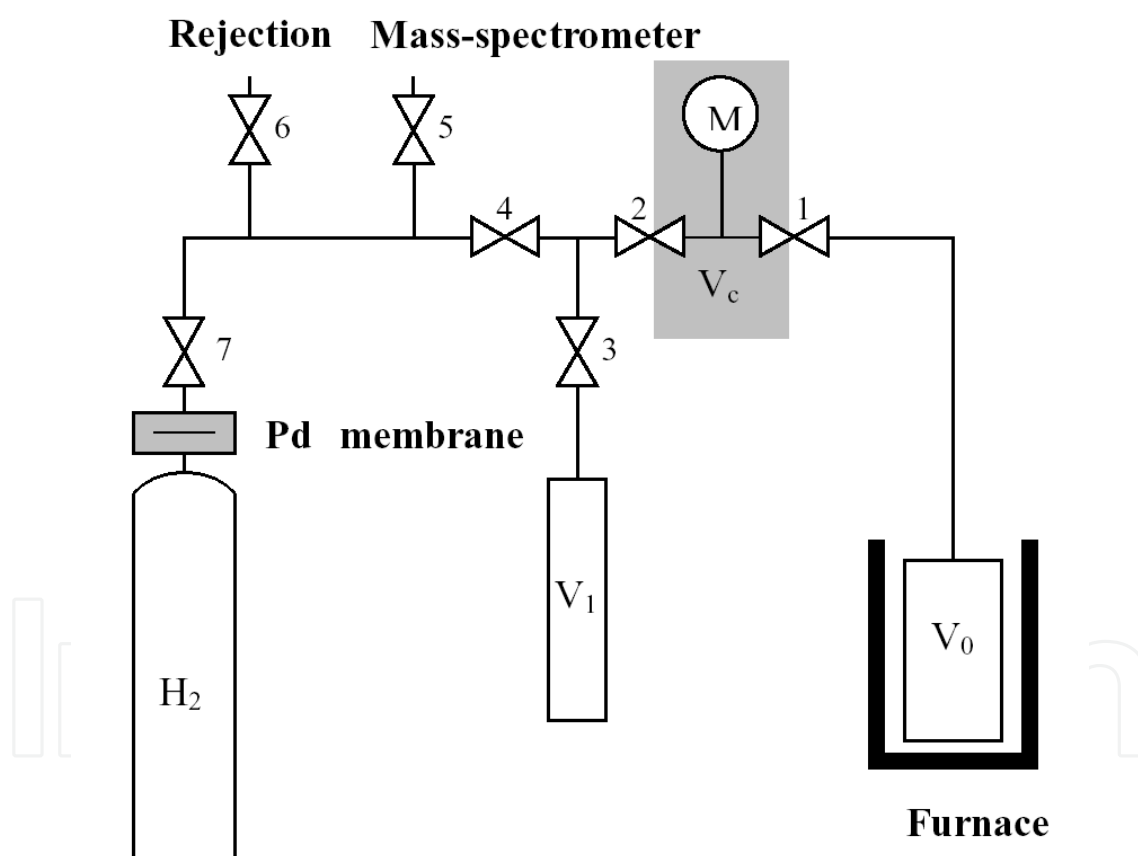 Rejection
Mass-spectrometer
M
6
5
4
2
1
Vc
7
3
Pd membrane
V1
V0
H2
Furnace